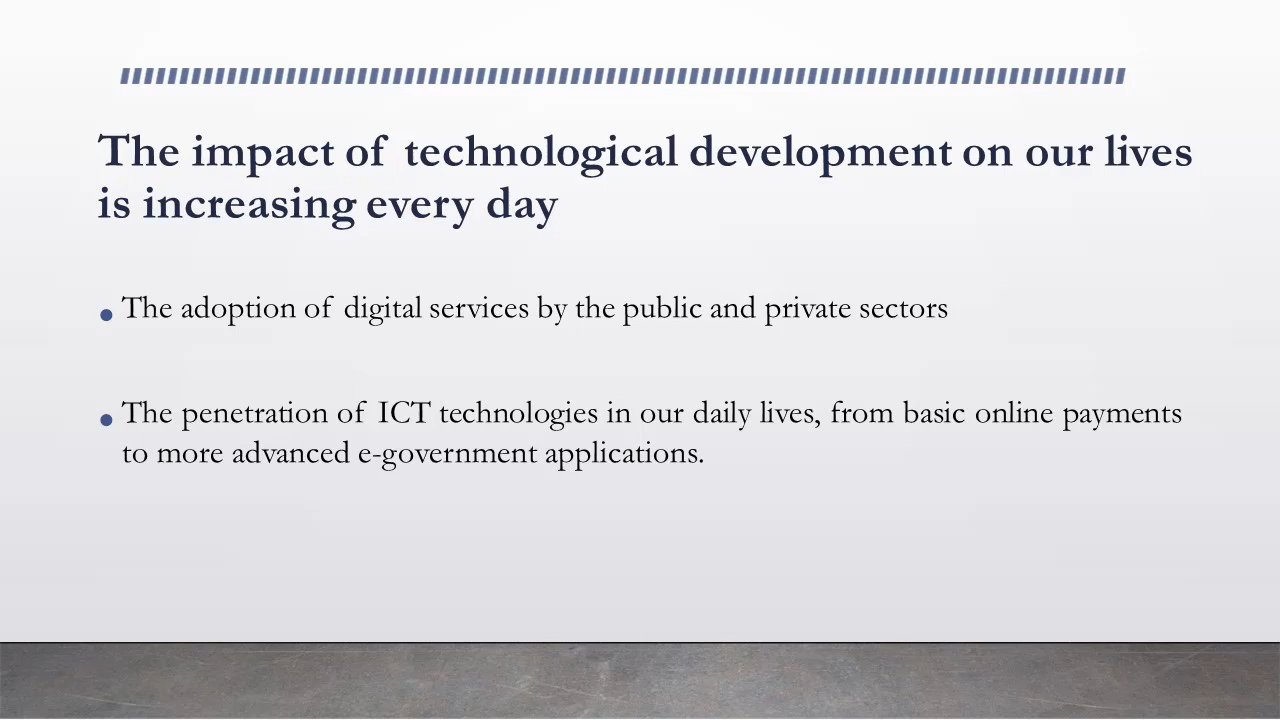 The impact of technological development on our lives
is increasing every day
• The adoption of digital services by the public and private sectors
• The penetration of ICT technologies in our daily lives, from basic online payments
to more advanced e-government applications.